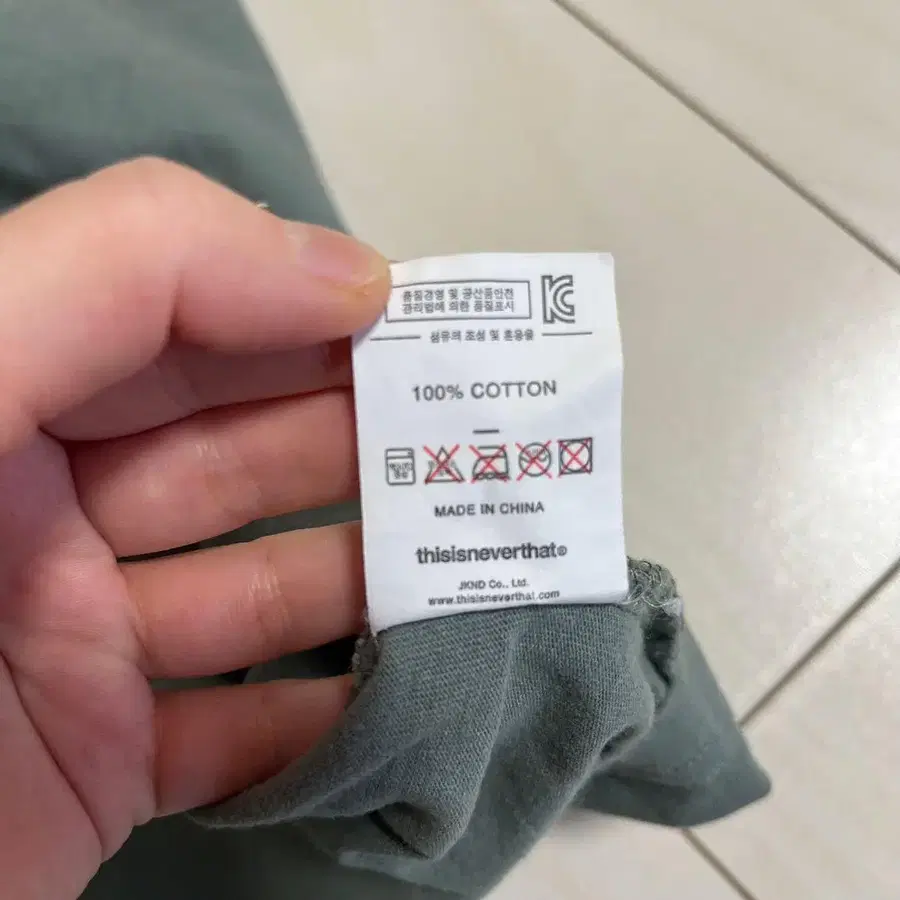 품질경영 및 공산품안전
관리법에 의한 품질표시
섬유의 조성 및 혼용율
100% COTTON
MADE IN CHINA
thisisneverthat®
JKND Co., Ltd.
www.thisisneverthat.com